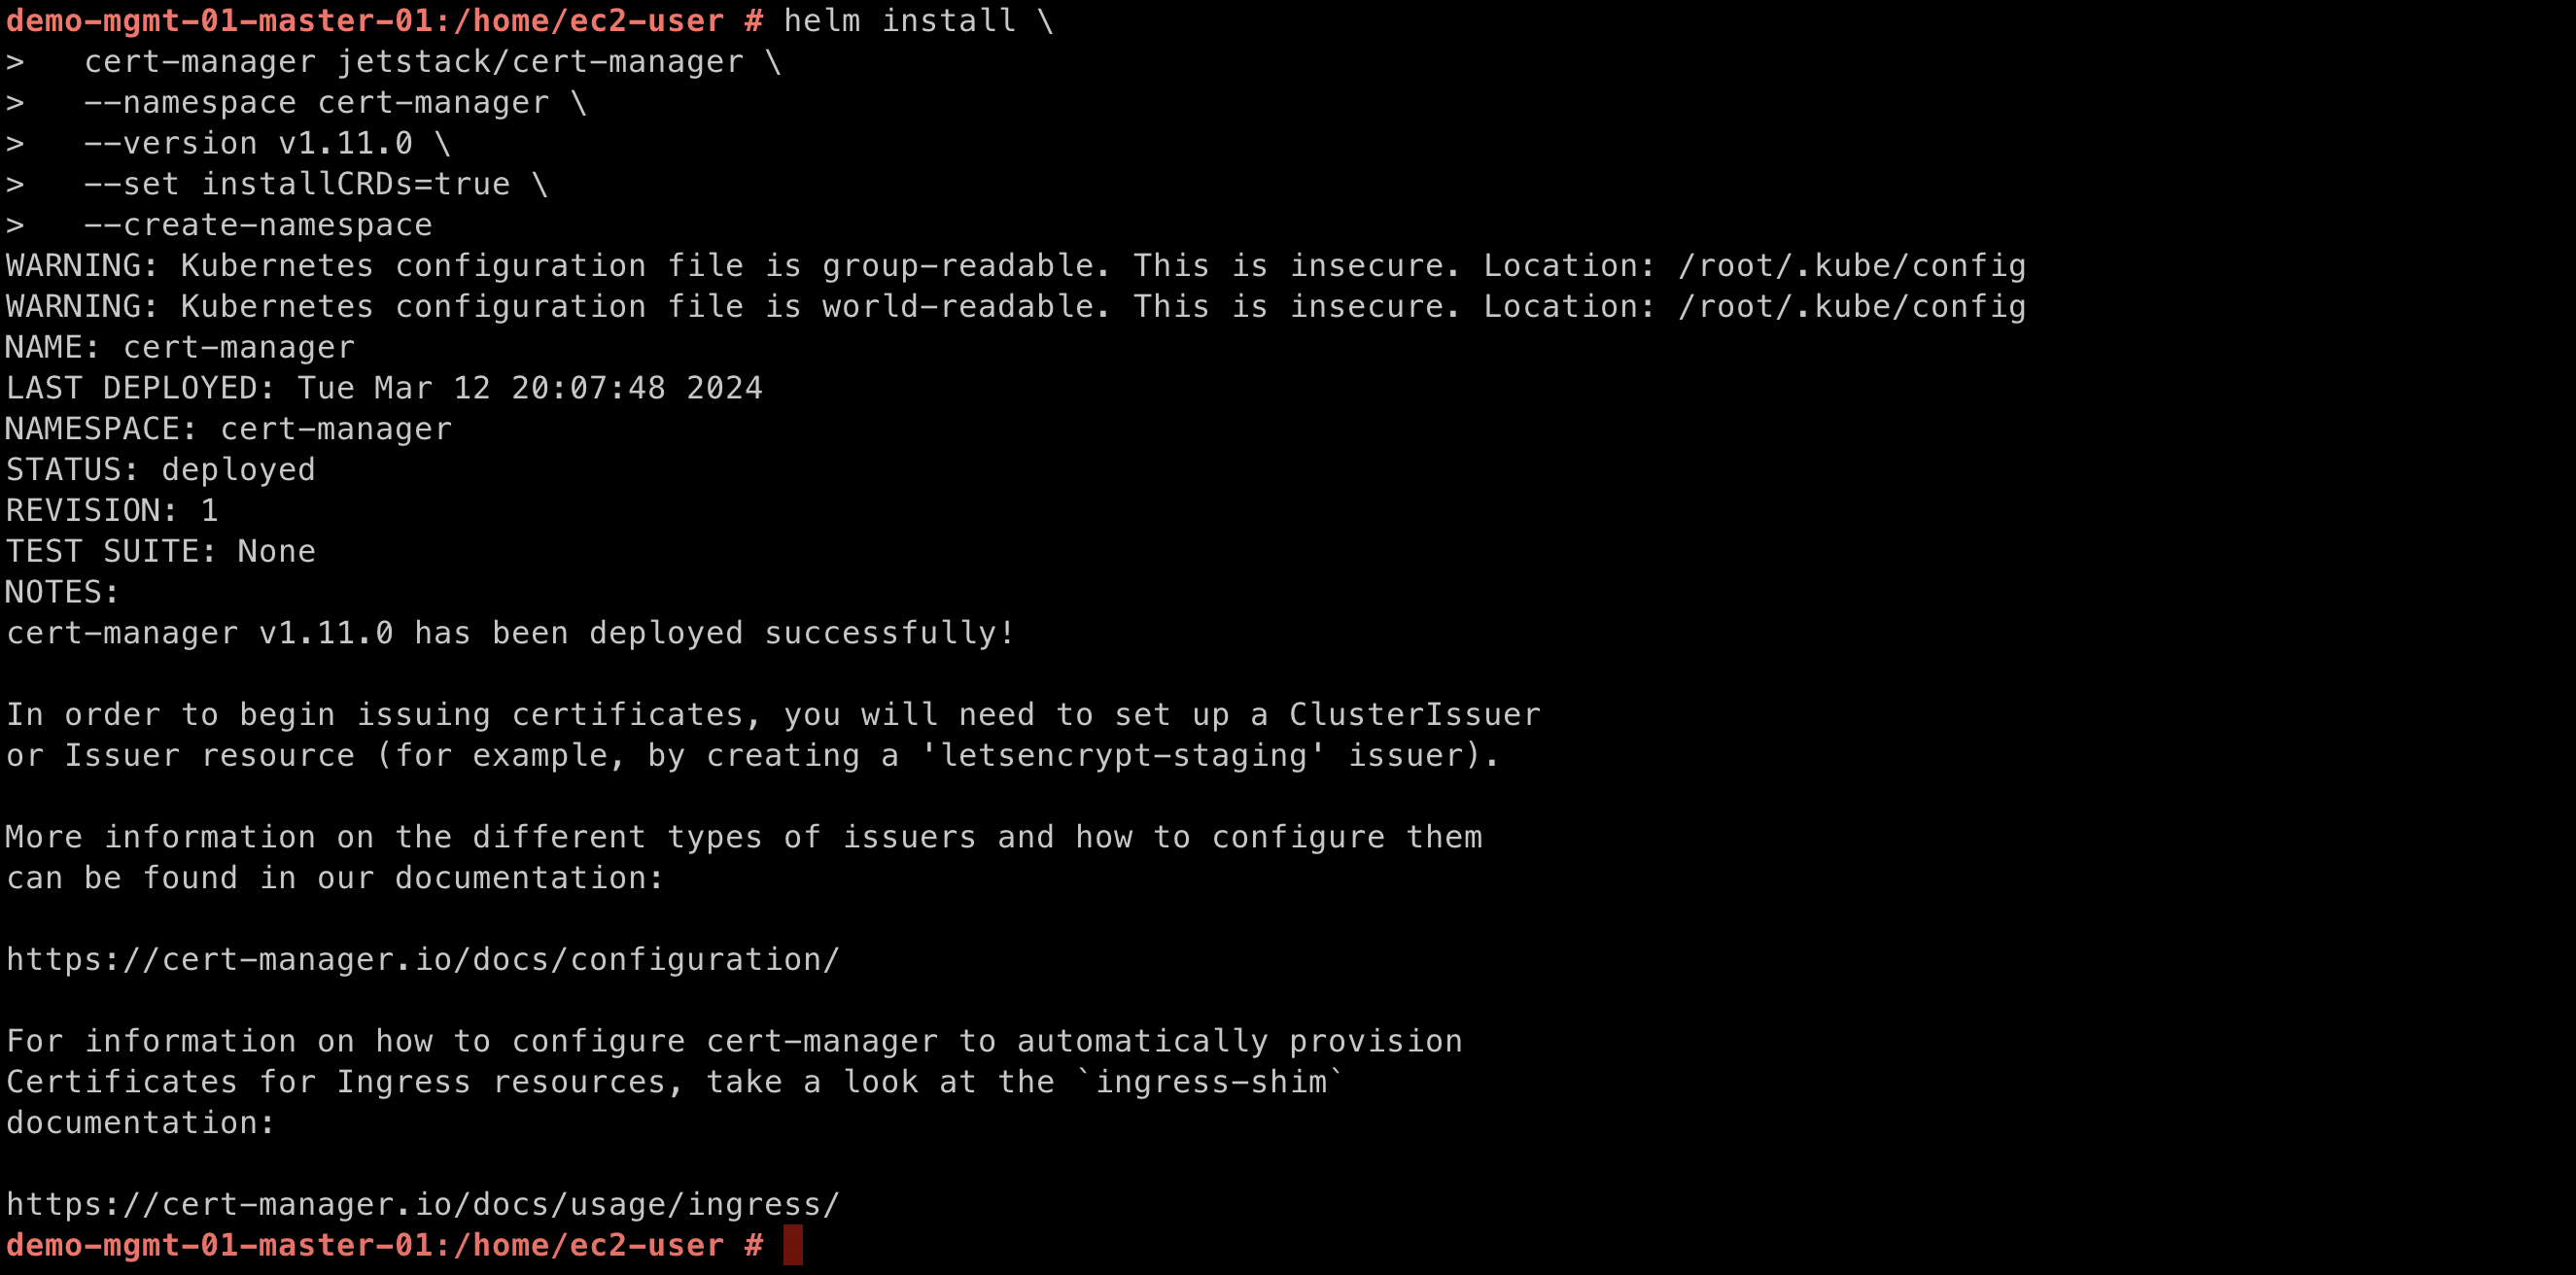 demo-mgmt-01-master-01:/home/ec2-user # helm install \
>   cert-manager jetstack/cert-manager \
>   --namespace cert-manager \
>   --version v1.11.0 \
>   --set installCRDs=true \
>   --create-namespace
WARNING: Kubernetes configuration file is group-readable. This is insecure. Location: /root/.kube/config
WARNING: Kubernetes configuration file is world-readable. This is insecure. Location: /root/.kube/config
NAME: cert-manager
LAST DEPLOYED: Tue Mar 12 20:07:48 2024
NAMESPACE: cert-manager
STATUS: deployed
REVISION: 1
TEST SUITE: None
NOTES:
cert-manager v1.11.0 has been deployed successfully!

In order to begin issuing certificates, you will need to set up a ClusterIssuer
or Issuer resource (for example, by creating a 'letsencrypt-staging' issuer).

More information on the different types of issuers and how to configure them
can be found in our documentation:

https://cert-manager.io/docs/configuration/

For information on how to configure cert-manager to automatically provision
Certificates for Ingress resources, take a look at the `ingress-shim`
documentation:

https://cert-manager.io/docs/usage/ingress/
demo-mgmt-01-master-01:/home/ec2-user #